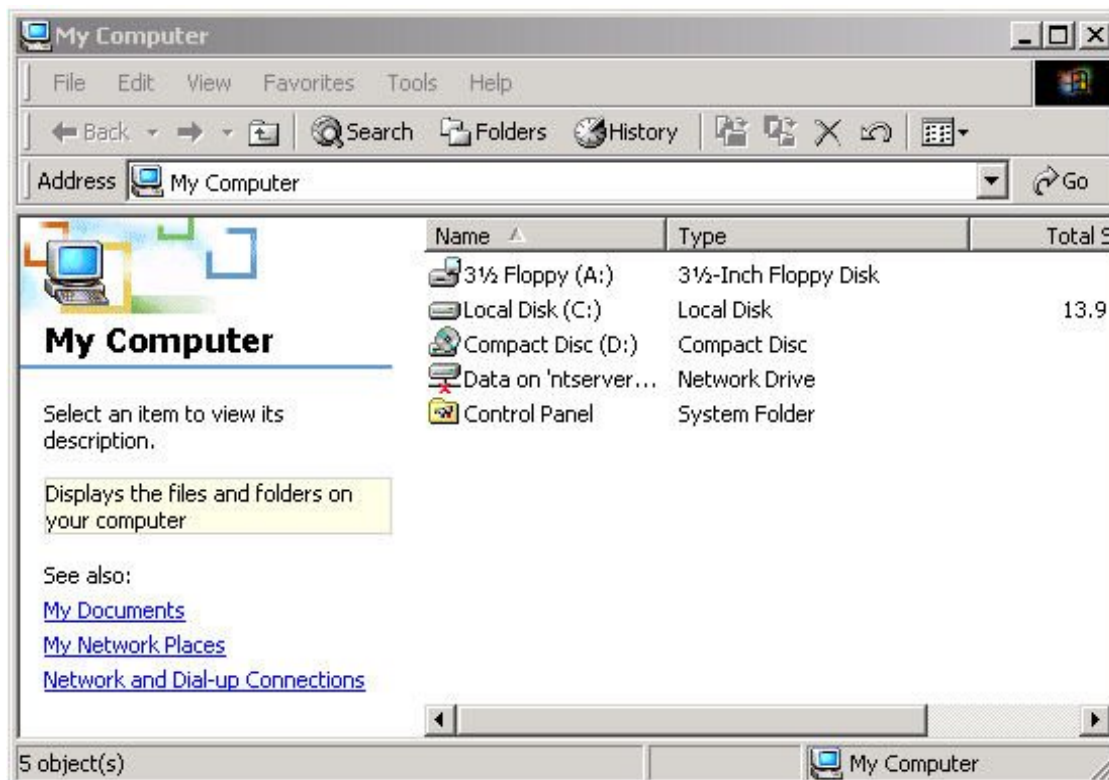 My Computer
File Edit View Favorites Tools Help
Back Search Folders History
Address My Computer Go
Name Type Total S
3½ Floppy (A:) 3½-Inch Floppy Disk
Local Disk (C:) Local Disk 13.9
Compact Disc (D:) Compact Disc
Data on 'ntserver... Network Drive
Control Panel System Folder
My Computer
Select an item to view its
description.
Displays the files and folders on
your computer
See also:
My Documents
My Network Places
Network and Dial-up Connections
5 object(s) My Computer